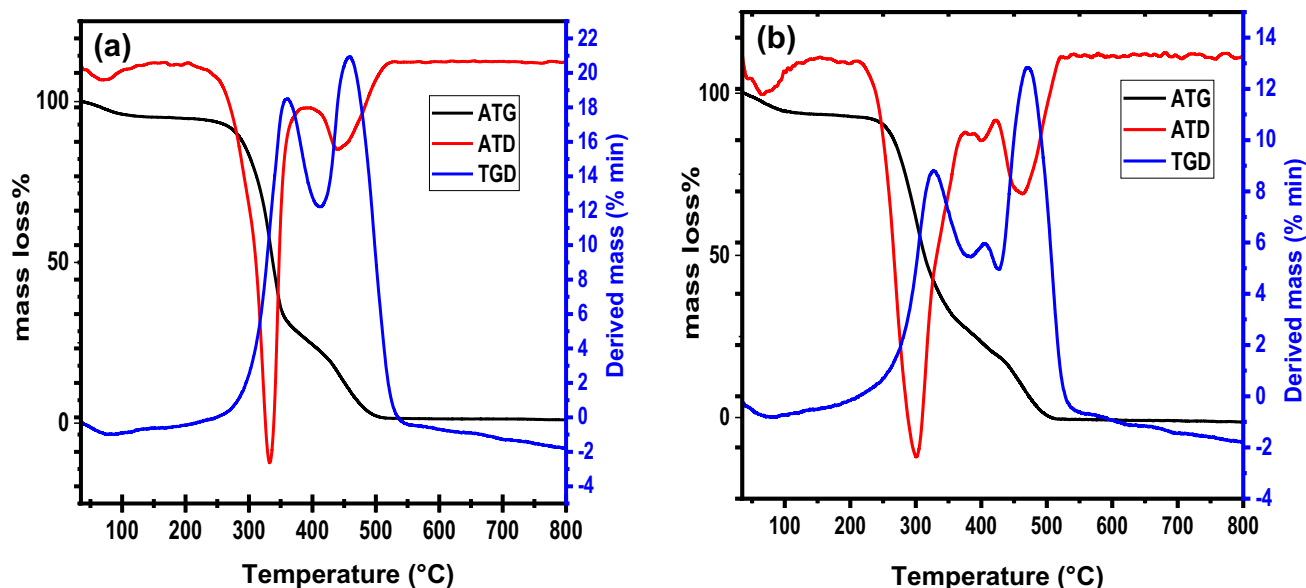 (a)
ATG
ATD
TGD
mass loss%
100
50
0
Derived mass (% min)
22
20
18
16
14
12
10
8
6
4
2
0
-2
-4
100 200 300 400 500 600 700 800
Temperature (°C)
(b)
ATG
ATD
TGD
mass loss%
100
50
0
Derived mass (% min)
14
12
10
8
6
4
2
0
-2
-4
100 200 300 400 500 600 700 800
Temperature (°C)